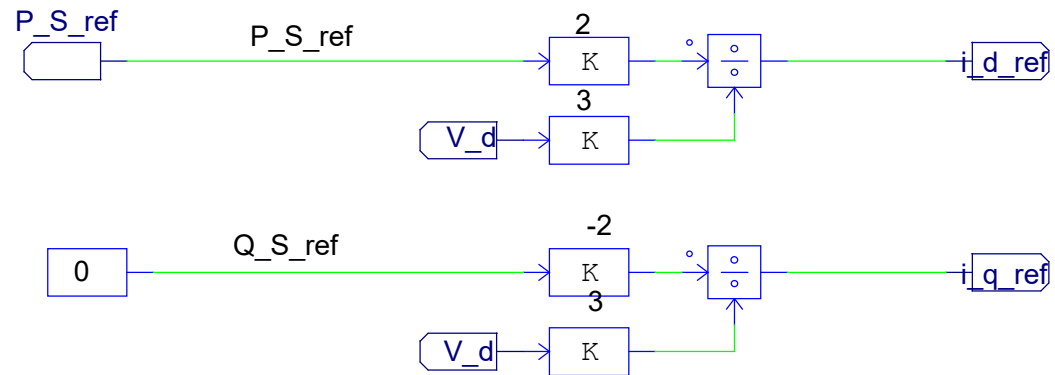 P_S_ref
P_S_ref
2
K
÷
i_d_ref
3
V_d
K
-2
Q_S_ref
0
K
÷
i_q_ref
3
V_d
K